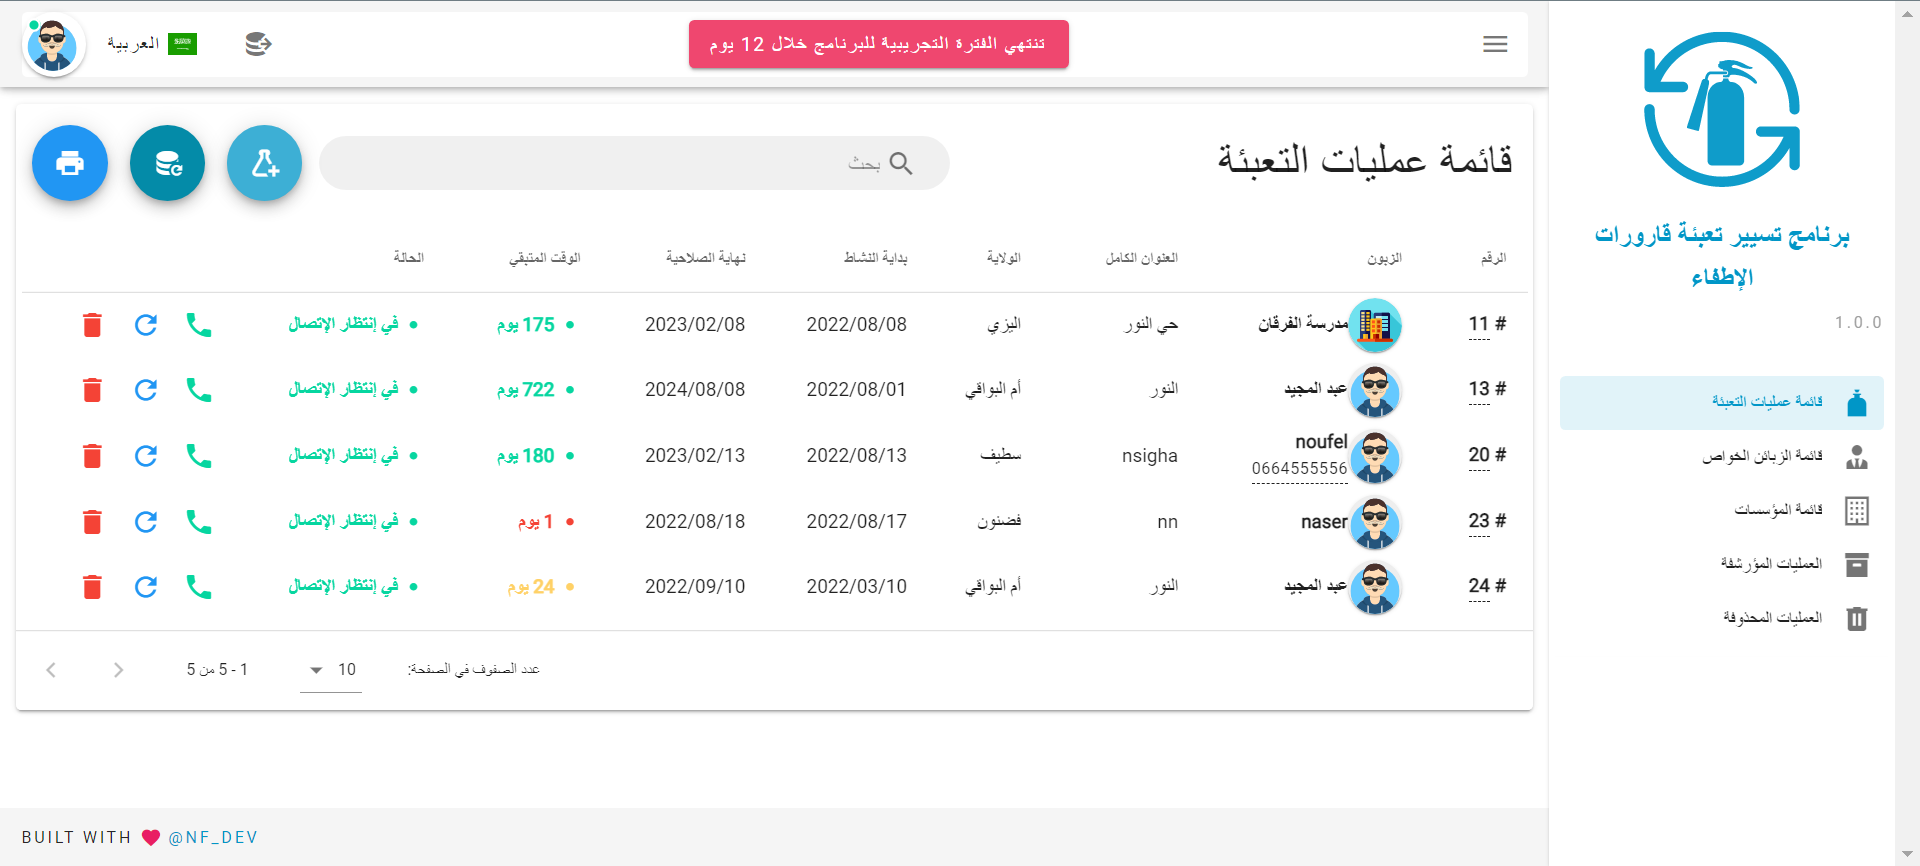 العربية
تنتهي الفترة التجريبية للبرنامج خلال 12 يوم
برنامج تسيير تعبئة قارورات
الإطفاء
1.0.0
قائمة عمليات التعبئة
قائمة الزبائن الخواص
قائمة المؤسسات
العمليات المؤرشفة
العمليات المحذوفة
قائمة عمليات التعبئة
بحث
الرقم الزبون العنوان الكامل الولاية بداية النشاط نهاية الصلاحية الوقت المتبقي الحالة
# 11 مدرسة الفرقان حي النور اليزي 2022/08/08 2023/02/08 175 يوم في إنتظار الإتصال
# 13 عبد المجيد النور أم البواقي 2022/08/01 2024/08/08 722 يوم في إنتظار الإتصال
# 20 noufel 0664555556 nsigha سطيف 2022/08/13 2023/02/13 180 يوم في إنتظار الإتصال
# 23 naser nn فضنون 2022/08/17 2022/08/18 1 يوم في إنتظار الإتصال
# 24 عبد المجيد النور أم البواقي 2022/03/10 2022/09/10 24 يوم في إنتظار الإتصال
عدد الصفوف في الصفحة: 10 1 - 5 من 5
BUILT WITH @NF_DEV